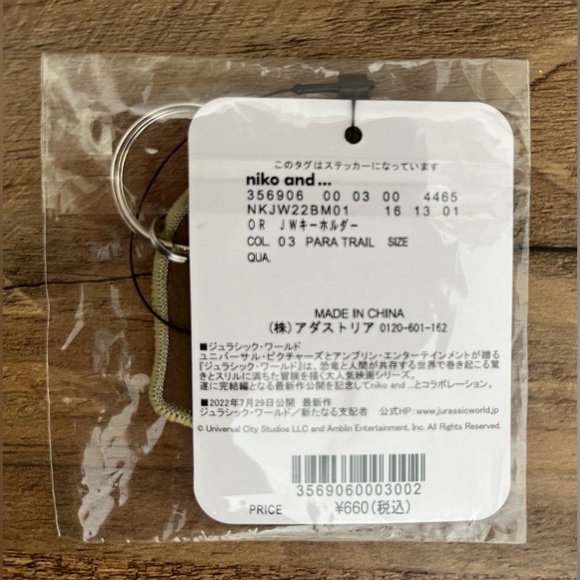 このタグはステッカーになっています
niko and ...
356906 00 03 00 4465
NKJW22BM01 16 13 01
OR JWキーホルダー
COL. 03 PARA TRAIL SIZE
QUA.
MADE IN CHINA
(株)アダストリア 0120-601-162
■ジュラシック・ワールド
ユニバーサル・ピクチャーズとアンブリン・エンターテインメントが贈る
『ジュラシック・ワールド』は、恐竜と人間が共存する世界で巻き起こる驚
きとスリルに満ちた冒険を描く大人気映画シリーズ。
遂に完結編となる最新作公開を記念してniko and ...とコラボレーション。
■2022年7月29日公開 最新作
ジュラシック・ワールド／新たなる支配者 公式HP:www.jurassicworld.jp
© Universal City Studios LLC and Amblin Entertainment, Inc. All Rights Reserved.
3569060003002
PRICE ¥660(税込)